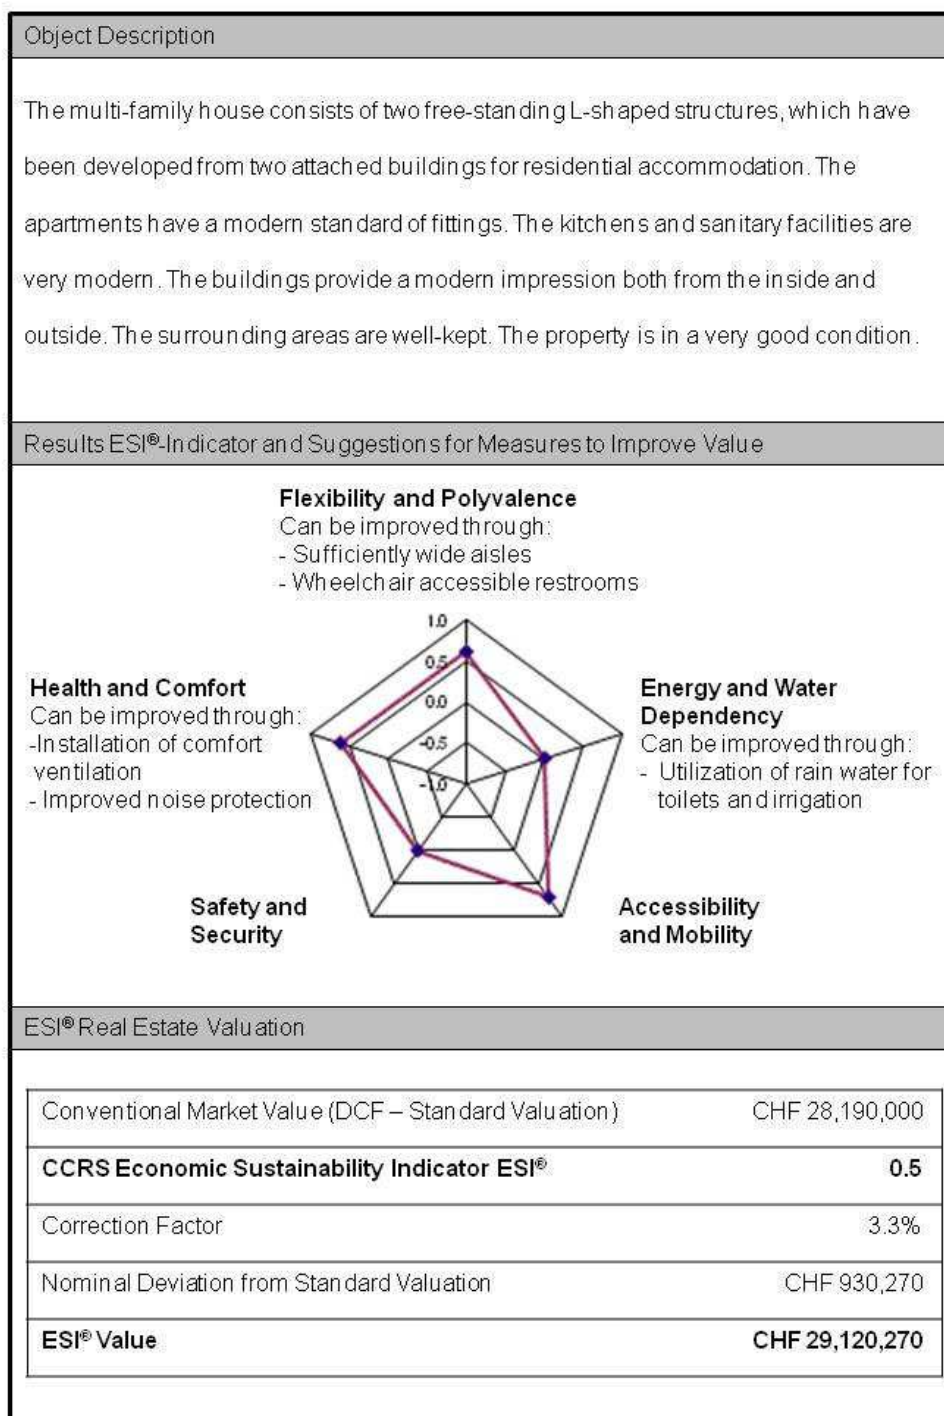 Object Description
The multi-family house consists of two free-standing L-shaped structures, which have
been developed from two attached buildings for residential accommodation. The
apartments have a modern standard of fittings. The kitchens and sanitary facilities are
very modern. The buildings provide a modern impression both from the inside and
outside. The surrounding areas are well-kept. The property is in a very good condition.
Results ESI®-Indicator and Suggestions for Measures to Improve Value
Flexibility and Polyvalence
Can be improved through:
- Sufficiently wide aisles
- Wheelchair accessible restrooms
1.0
0.5
0.0
-0.5
-1.0
Health and Comfort
Can be improved through:
-Installation of comfort
ventilation
- Improved noise protection
Energy and Water
Dependency
Can be improved through:
- Utilization of rain water for
toilets and irrigation
Safety and
Security
Accessibility
and Mobility
ESI® Real Estate Valuation
Conventional Market Value (DCF – Standard Valuation) CHF 28,190,000
CCRS Economic Sustainability Indicator ESI® 0.5
Correction Factor 3.3%
Nominal Deviation from Standard Valuation CHF 930,270
ESI® Value CHF 29,120,270